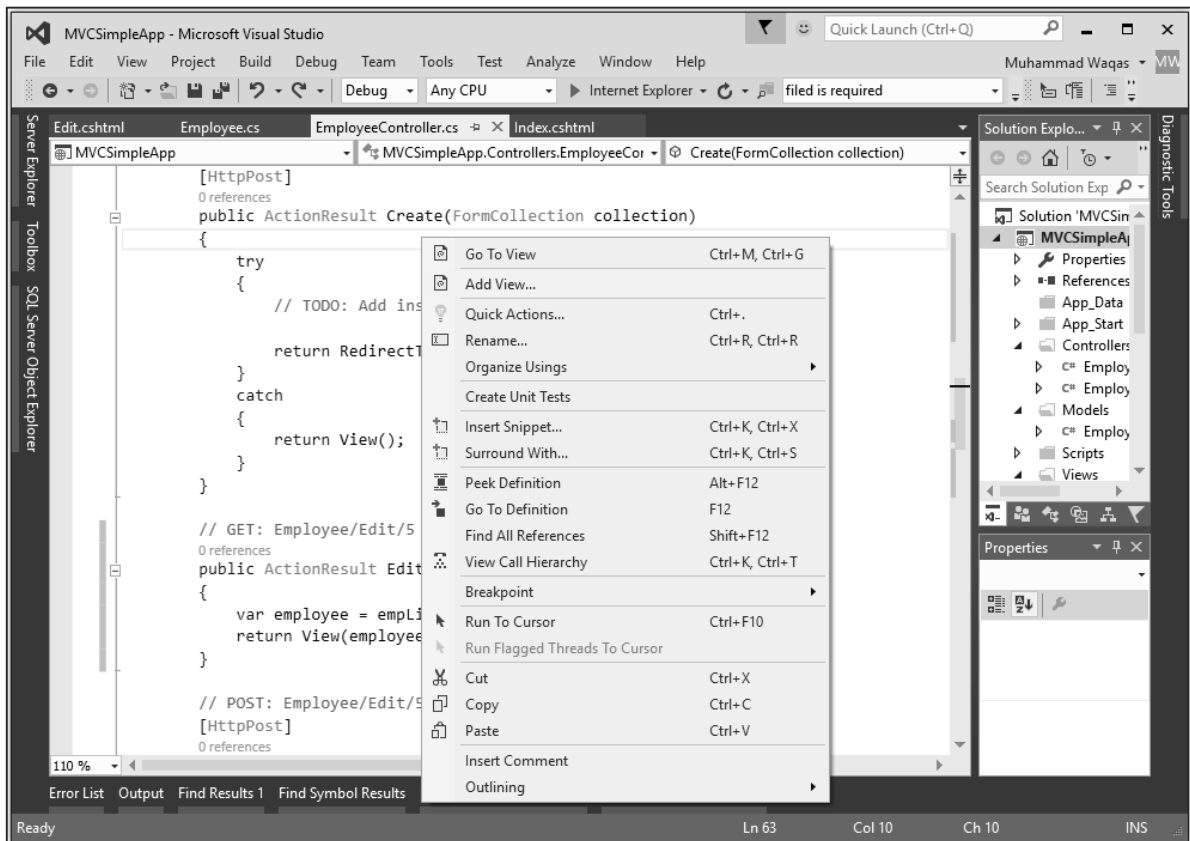 MVCSimpleApp - Microsoft Visual Studio
Quick Launch (Ctrl+Q)
File Edit View Project Build Debug Team Tools Test Analyze Window Help
Muhammad Waqas MW
Debug Any CPU Internet Explorer filed is required
Server Explorer
Toolbox
SQL Server Object Explorer
Edit.cshtml Employee.cs EmployeeController.cs Index.cshtml
MVCSimpleApp MVCSimpleApp.Controllers.EmployeeCor Create(FormCollection collection)
[HttpPost]
0 references
public ActionResult Create(FormCollection collection)
{
try
{
// TODO: Add ins
return RedirectT
}
catch
{
return View();
}
}
// GET: Employee/Edit/5
0 references
public ActionResult Edit
{
var employee = empLi
return View(employee
}
// POST: Employee/Edit/5
[HttpPost]
0 references
110 %
Go To View Ctrl+M, Ctrl+G
Add View...
Quick Actions... Ctrl+.
Rename... Ctrl+R, Ctrl+R
Organize Usings
Create Unit Tests
Insert Snippet... Ctrl+K, Ctrl+X
Surround With... Ctrl+K, Ctrl+S
Peek Definition Alt+F12
Go To Definition F12
Find All References Shift+F12
View Call Hierarchy Ctrl+K, Ctrl+T
Breakpoint
Run To Cursor Ctrl+F10
Run Flagged Threads To Cursor
Cut Ctrl+X
Copy Ctrl+C
Paste Ctrl+V
Insert Comment
Outlining
Solution Explo...
Search Solution Exp
Solution 'MVCSim
MVCSimpleA
Properties
References
App_Data
App_Start
Controllers
C# Employ
C# Employ
Models
C# Employ
Scripts
Views
Properties
Diagnostic Tools
Error List Output Find Results 1 Find Symbol Results
Ready Ln 63 Col 10 Ch 10 INS